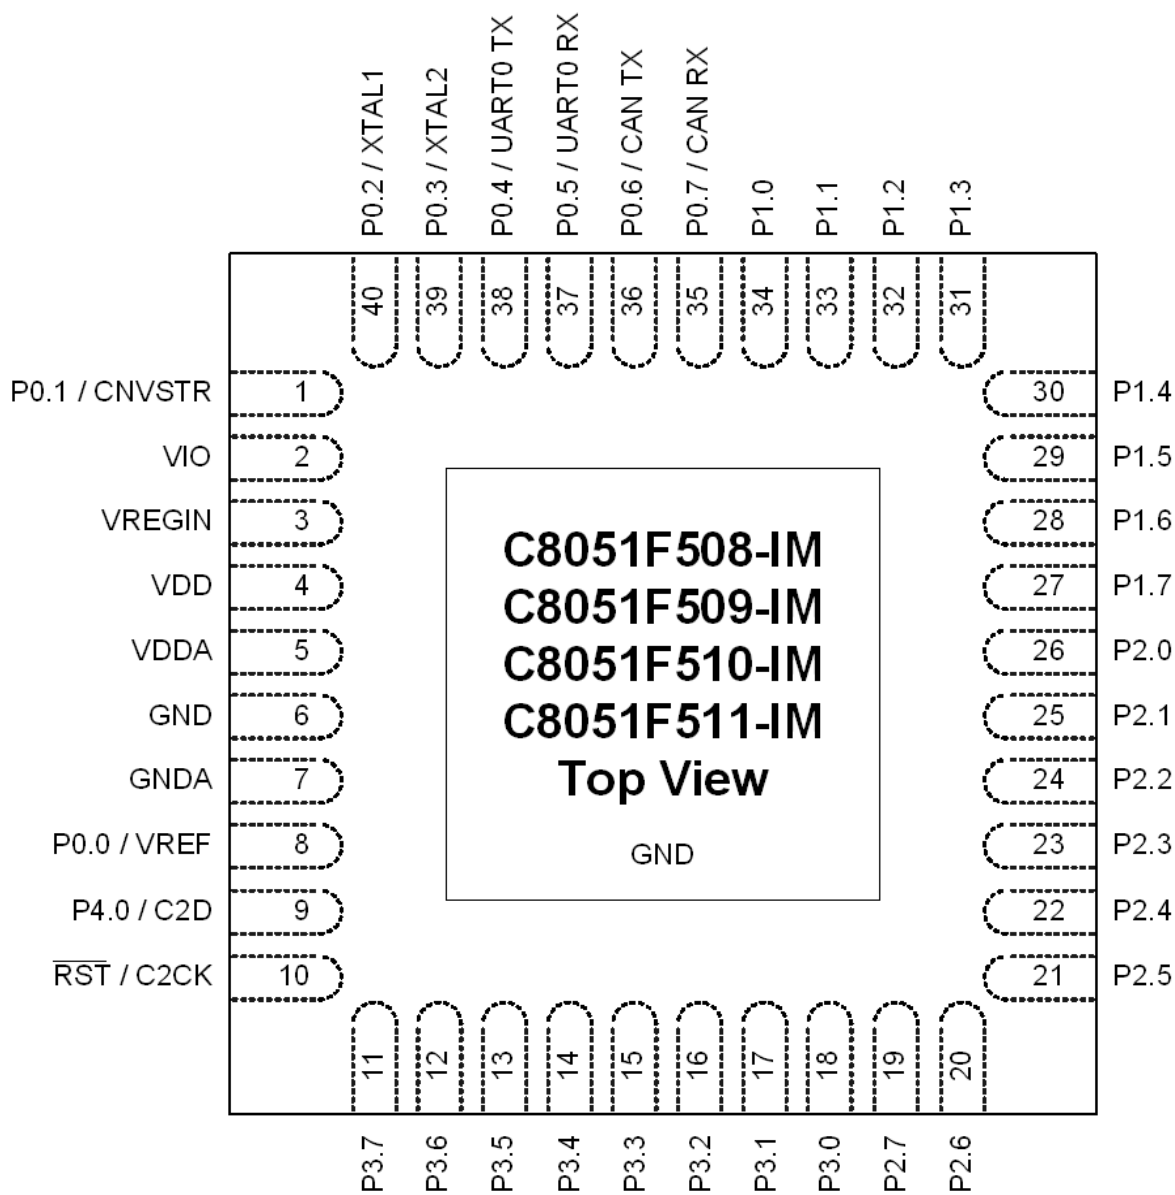 P0.2 / XTAL1
P0.3 / XTAL2
P0.4 / UART0 TX
P0.5 / UART0 RX
P0.6 / CAN TX
P0.7 / CAN RX
P1.0
P1.1
P1.2
P1.3
40
39
38
37
36
35
34
33
32
31
P0.1 / CNVSTR 1
VIO 2
VREGIN 3
VDD 4
VDDA 5
GND 6
GNDA 7
P0.0 / VREF 8
P4.0 / C2D 9
RST / C2CK 10
C8051F508-IM
C8051F509-IM
C8051F510-IM
C8051F511-IM
Top View
GND
30 P1.4
29 P1.5
28 P1.6
27 P1.7
26 P2.0
25 P2.1
24 P2.2
23 P2.3
22 P2.4
21 P2.5
11
12
13
14
15
16
17
18
19
20
P3.7
P3.6
P3.5
P3.4
P3.3
P3.2
P3.1
P3.0
P2.7
P2.6